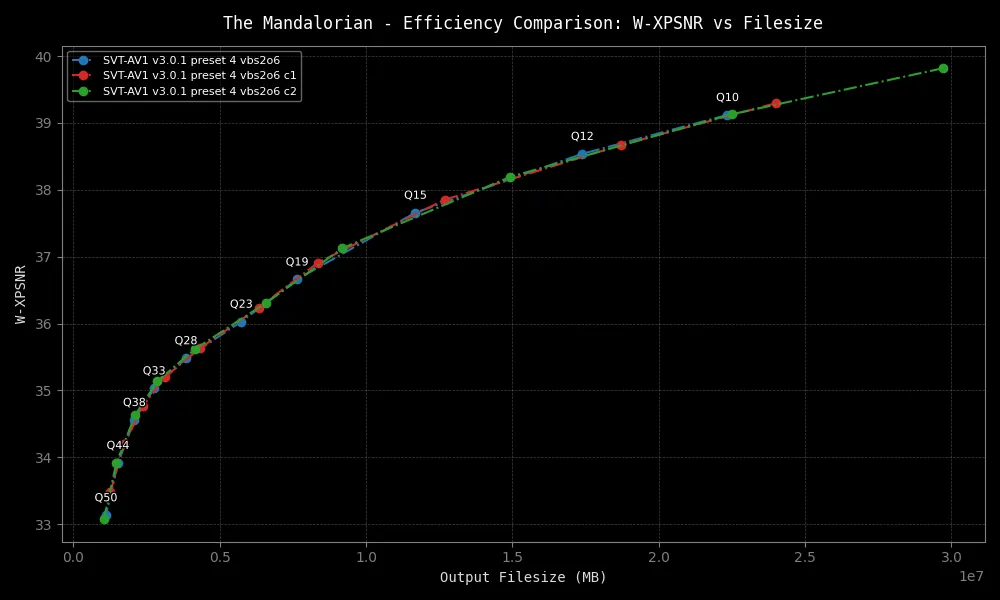 The Mandalorian - Efficiency Comparison: W-XPSNR vs Filesize
SVT-AV1 v3.0.1 preset 4 vbs2o6
SVT-AV1 v3.0.1 preset 4 vbs2o6 c1
SVT-AV1 v3.0.1 preset 4 vbs2o6 c2
W-XPSNR
40
39
38
37
36
35
34
33
Q10
Q12
Q15
Q19
Q23
Q28
Q33
Q38
Q44
Q50
0.0
0.5
1.0
1.5
2.0
2.5
3.0
1e7
Output Filesize (MB)